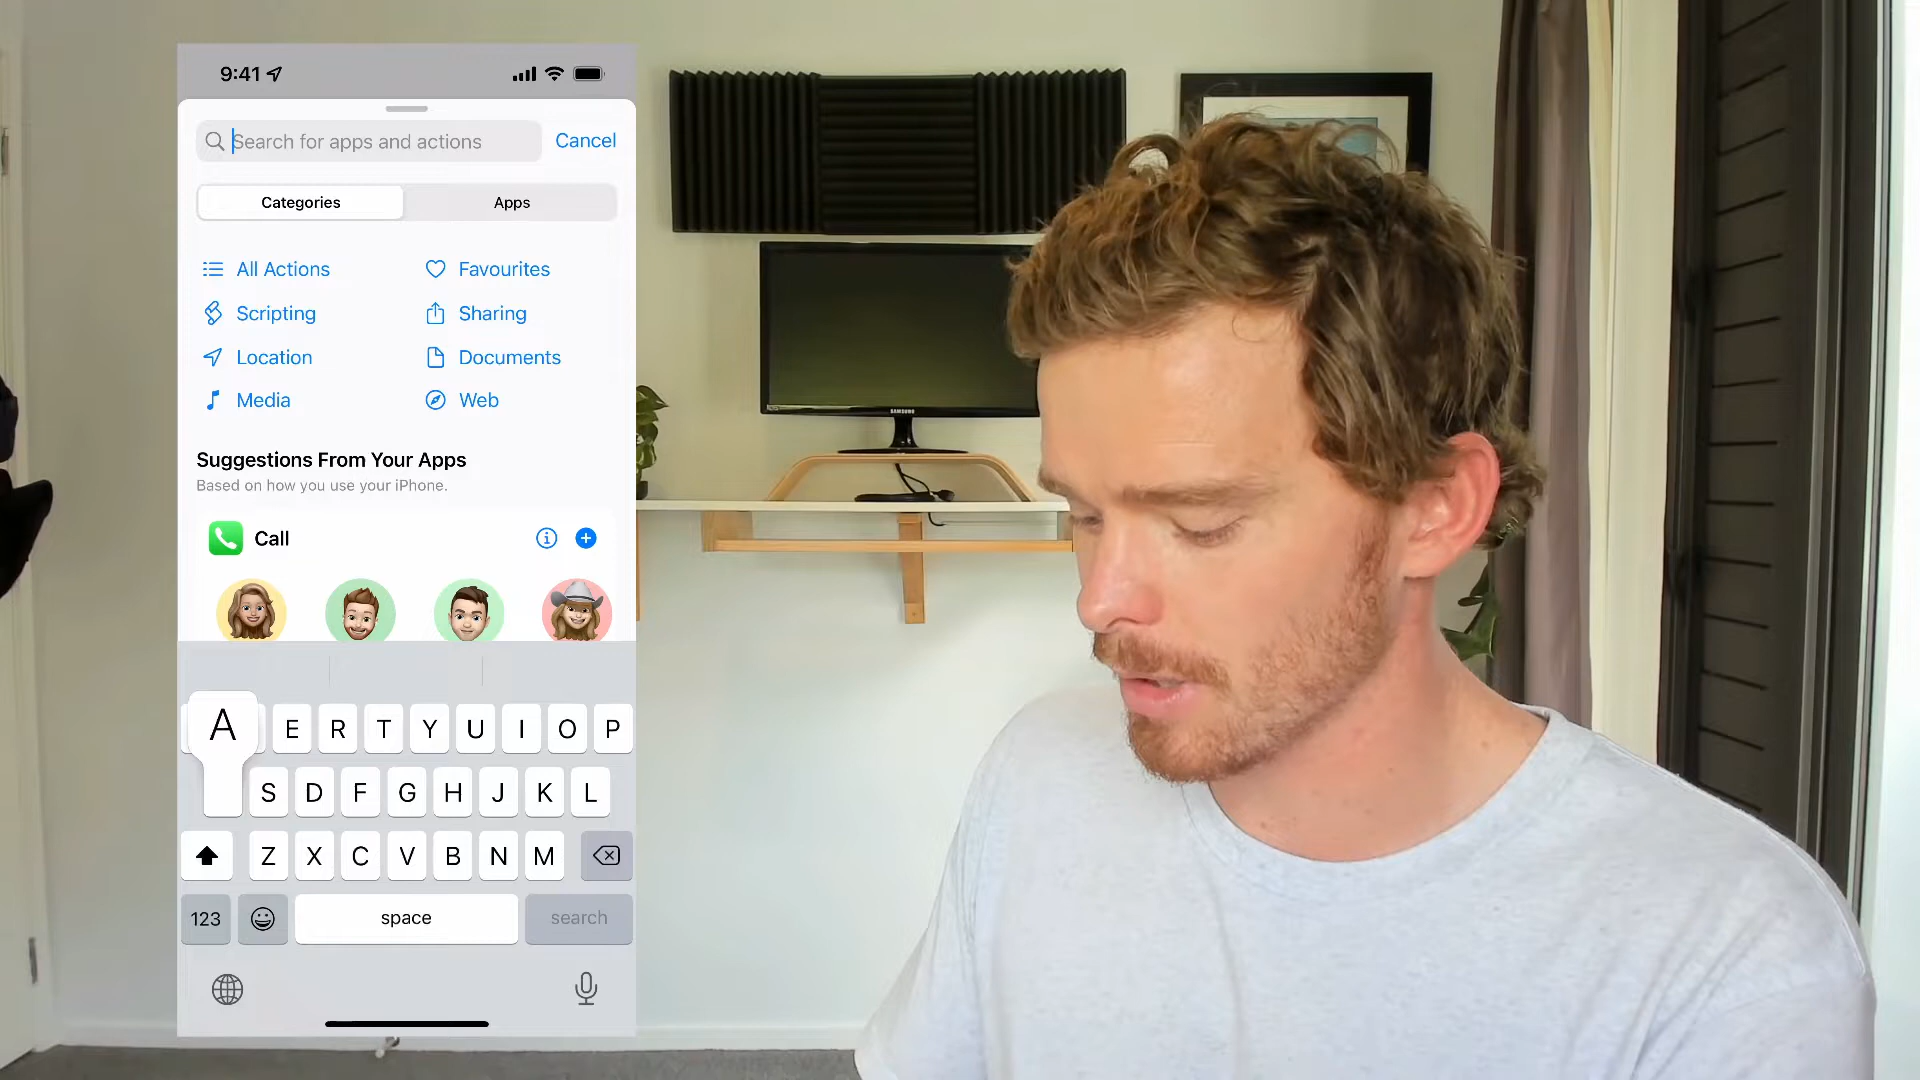 9:41
Search for apps and actions
Cancel
Categories
Apps
All Actions
Favourites
Scripting
Sharing
Location
Documents
Media
Web
Suggestions From Your Apps
Based on how you use your iPhone.
Call
A E R T Y U I O P
S D F G H J K L
Z X C V B N M
123
space
search
SAMSUNG